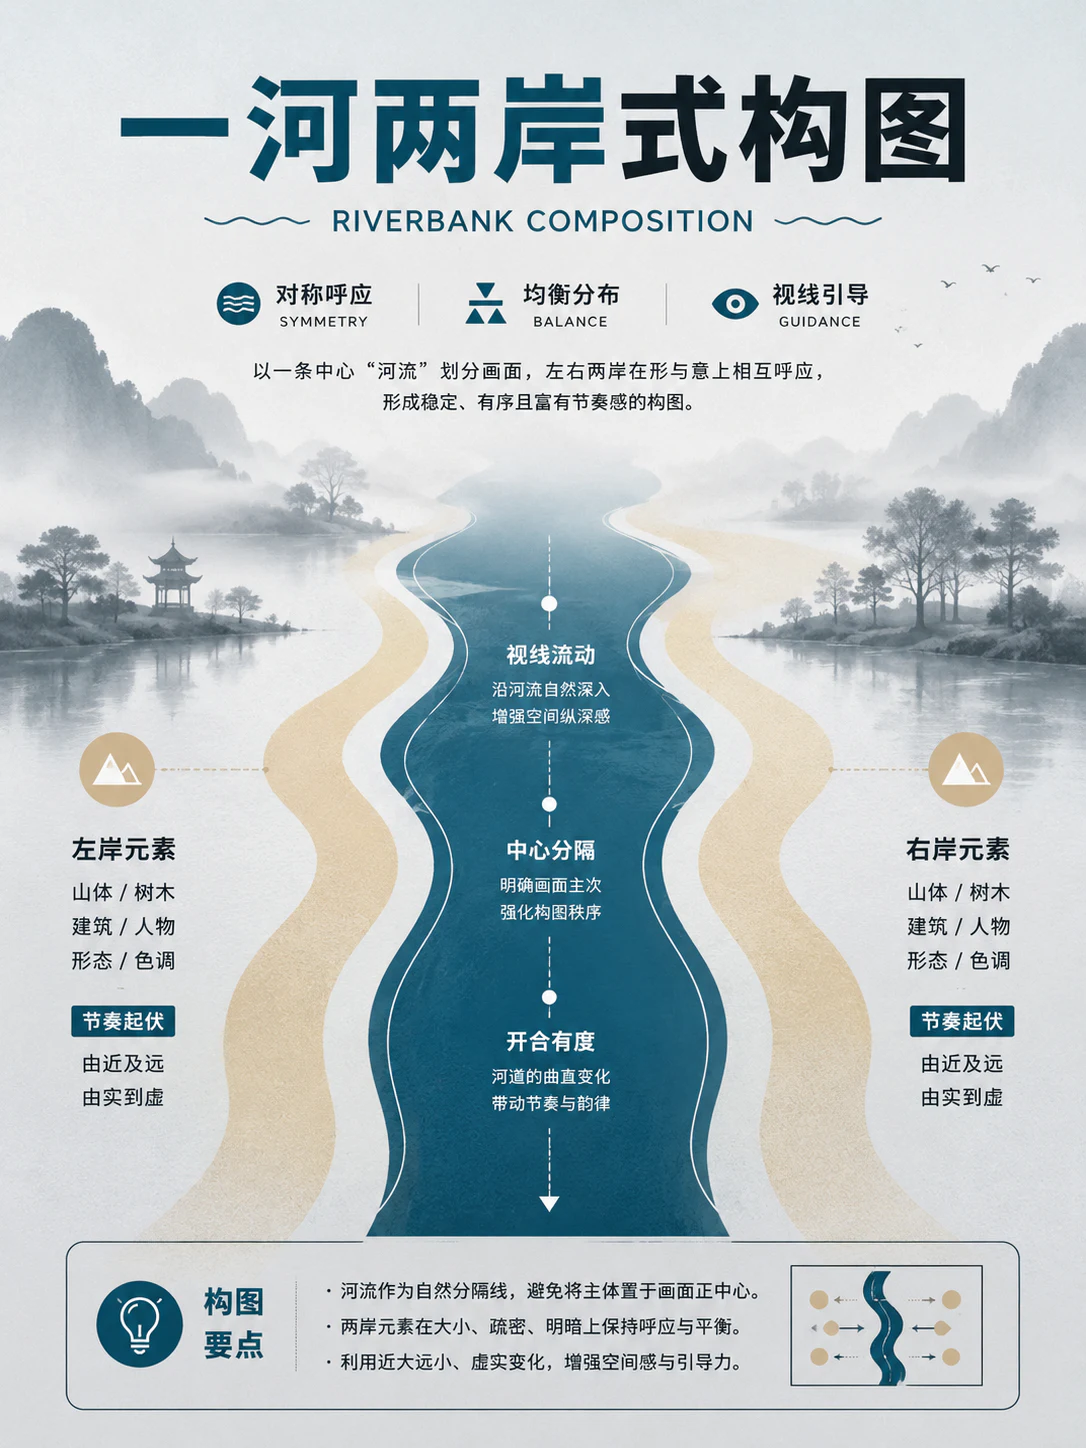 一河两岸式构图
RIVERBANK COMPOSITION
对称呼应
SYMMETRY
均衡分布
BALANCE
视线引导
GUIDANCE
以一条中心“河流”划分画面，左右两岸在形与意上相互呼应，
形成稳定、有序且富有节奏感的构图。
视线流动
沿河流自然深入
增强空间纵深感
中心分隔
明确画面主次
强化构图秩序
开合有度
河道的曲直变化
带动节奏与韵律
左岸元素
山体 / 树木
建筑 / 人物
形态 / 色调
节奏起伏
由近及远
由实到虚
右岸元素
山体 / 树木
建筑 / 人物
形态 / 色调
节奏起伏
由近及远
由实到虚
构图
要点
· 河流作为自然分隔线，避免将主体置于画面正中心。
· 两岸元素在大小、疏密、明暗上保持呼应与平衡。
· 利用近大远小、虚实变化，增强空间感与引导力。